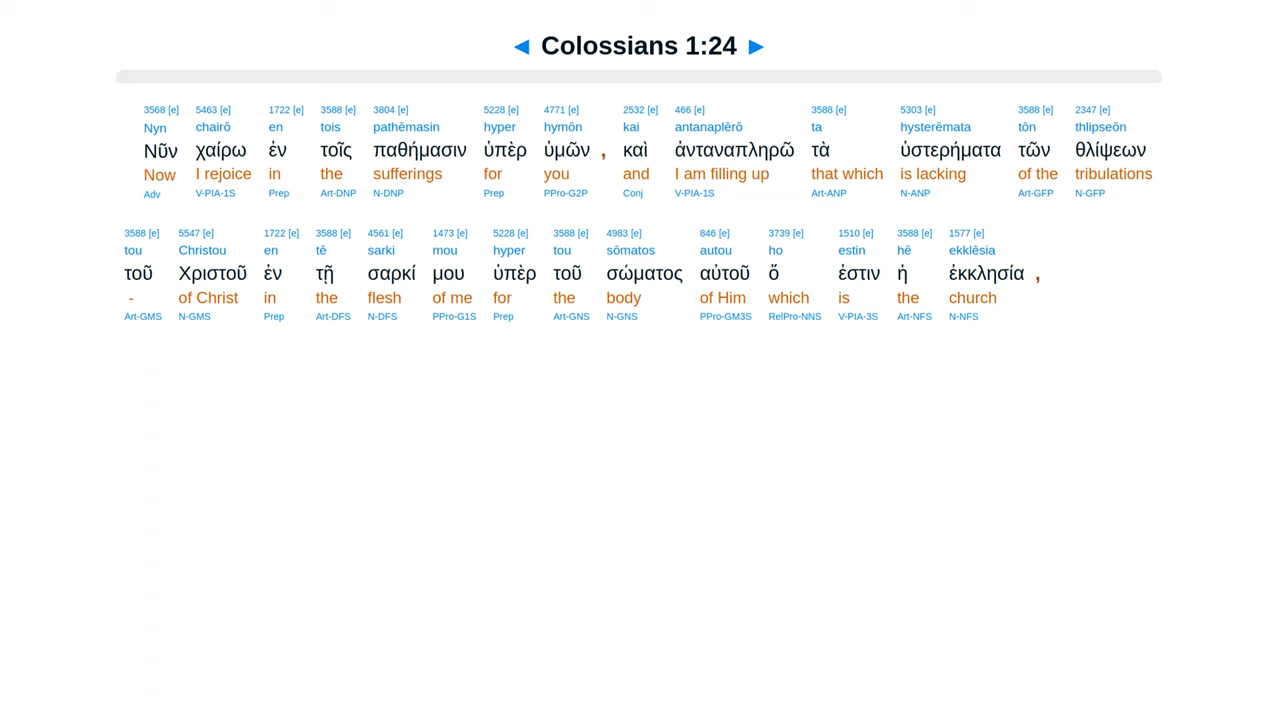 ◄ Colossians 1:24 ►
3568 [e] 5463 [e] 1722 [e] 3588 [e] 3804 [e] 5228 [e] 4771 [e] 2532 [e] 466 [e] 3588 [e] 5303 [e] 3588 [e] 2347 [e]
Nyn chairō en tois pathēmasin hyper hymōn kai antanaplērō ta hysterēmata tōn thlipseōn
Νῦν χαίρω ἐν τοῖς παθήμασιν ὑπὲρ ὑμῶν , καὶ ἀνταναπληρῶ τὰ ὑστερήματα τῶν θλίψεων
Now I rejoice in the sufferings for you and I am filling up that which is lacking of the tribulations
Adv V-PIA-1S Prep Art-DNP N-DNP Prep PPro-G2P Conj V-PIA-1S Art-ANP N-ANP Art-GFP N-GFP
3588 [e] 5547 [e] 1722 [e] 3588 [e] 4561 [e] 1473 [e] 5228 [e] 3588 [e] 4983 [e] 846 [e] 3739 [e] 1510 [e] 3588 [e] 1577 [e]
tou Christou en tē sarki mou hyper tou sōmatos autou ho estin hē ekklēsia
τοῦ Χριστοῦ ἐν τῇ σαρκί μου ὑπὲρ τοῦ σώματος αὐτοῦ ὅ ἐστιν ἡ ἐκκλησία ,
- of Christ in the flesh of me for the body of Him which is the church
Art-GMS N-GMS Prep Art-DFS N-DFS PPro-G1S Prep Art-GNS N-GNS PPro-GM3S RelPro-NNS V-PIA-3S Art-NFS N-NFS